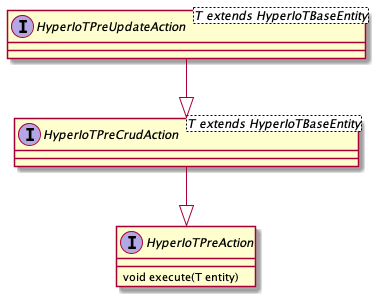 I HyperIoTPreUpdateAction T extends HyperIoTBaseEntity
I HyperIoTPreCrudAction T extends HyperIoTBaseEntity
I HyperIoTPreAction
void execute(T entity)